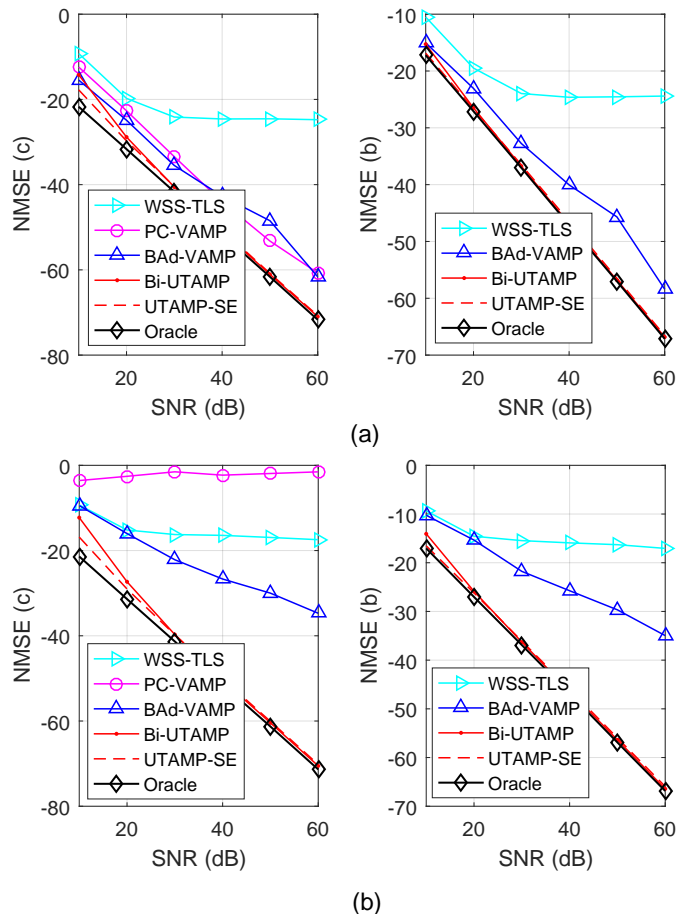 0
-20
-40
-60
-80
NMSE (c)
20
40
60
SNR (dB)
WSS-TLS
PC-VAMP
BAd-VAMP
Bi-UTAMP
UTAMP-SE
Oracle
-10
-20
-30
-40
-50
-60
-70
NMSE (b)
20
40
60
SNR (dB)
WSS-TLS
BAd-VAMP
Bi-UTAMP
UTAMP-SE
Oracle
(a)
0
-20
-40
-60
-80
NMSE (c)
20
40
60
SNR (dB)
WSS-TLS
PC-VAMP
BAd-VAMP
Bi-UTAMP
UTAMP-SE
Oracle
0
-10
-20
-30
-40
-50
-60
-70
NMSE (b)
20
40
60
SNR (dB)
WSS-TLS
BAd-VAMP
Bi-UTAMP
UTAMP-SE
Oracle
(b)